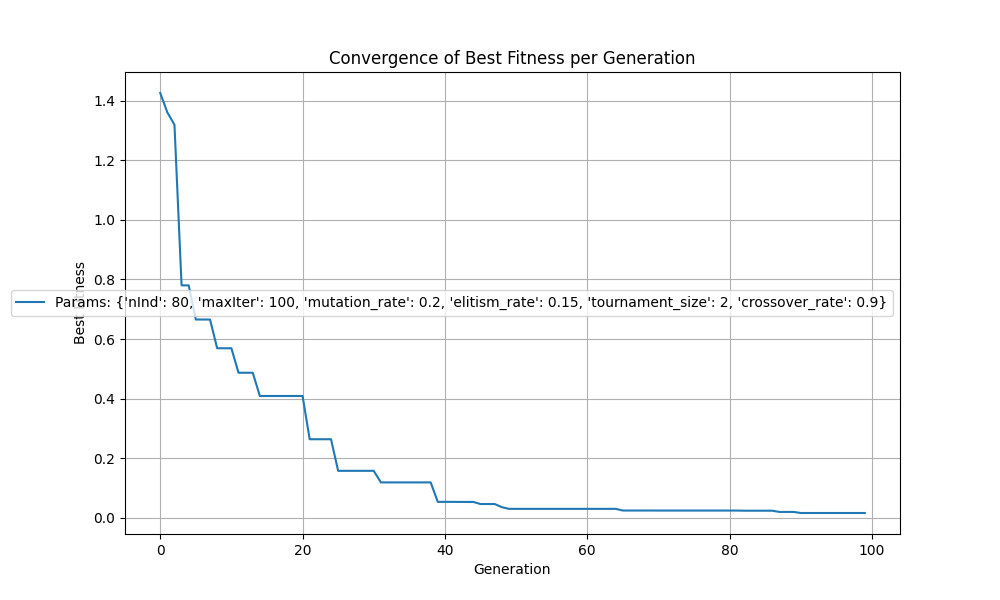 Convergence of Best Fitness per Generation
1.4
1.2
1.0
0.8
0.6
0.4
0.2
0.0
Best
Params: {'nInd': 80, 'maxIter': 100, 'mutation_rate': 0.2, 'elitism_rate': 0.15, 'tournament_size': 2, 'crossover_rate': 0.9}
0 20 40 60 80 100
Generation